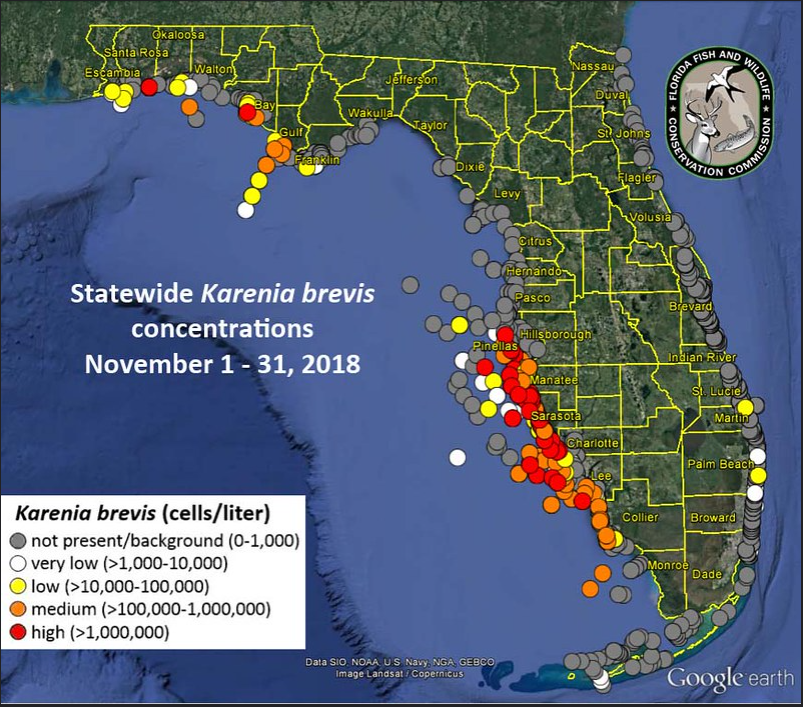 Okaloosa
Santa Rosa
Escambia
Walton
Bay
Gulf
Franklin
Wakulla
Jefferson
Taylor
Dixie
Levy
Citrus
Hernando
Pasco
Hillsborough
Pinellas
Manatee
Sarasota
Charlotte
Lee
Collier
Monroe
Dade
Broward
Palm Beach
Martin
St. Lucie
Indian River
Brevard
Volusia
Flagler
St. Johns
Duval
Nassau
FLORIDA FISH AND WILDLIFE
CONSERVATION COMMISSION
Statewide Karenia brevis
concentrations
November 1 - 31, 2018
Karenia brevis (cells/liter)
not present/background (0-1,000)
very low (>1,000-10,000)
low (>10,000-100,000)
medium (>100,000-1,000,000)
high (>1,000,000)
Data SIO, NOAA, U.S. Navy, NGA, GEBCO
Image Landsat / Copernicus
Google earth